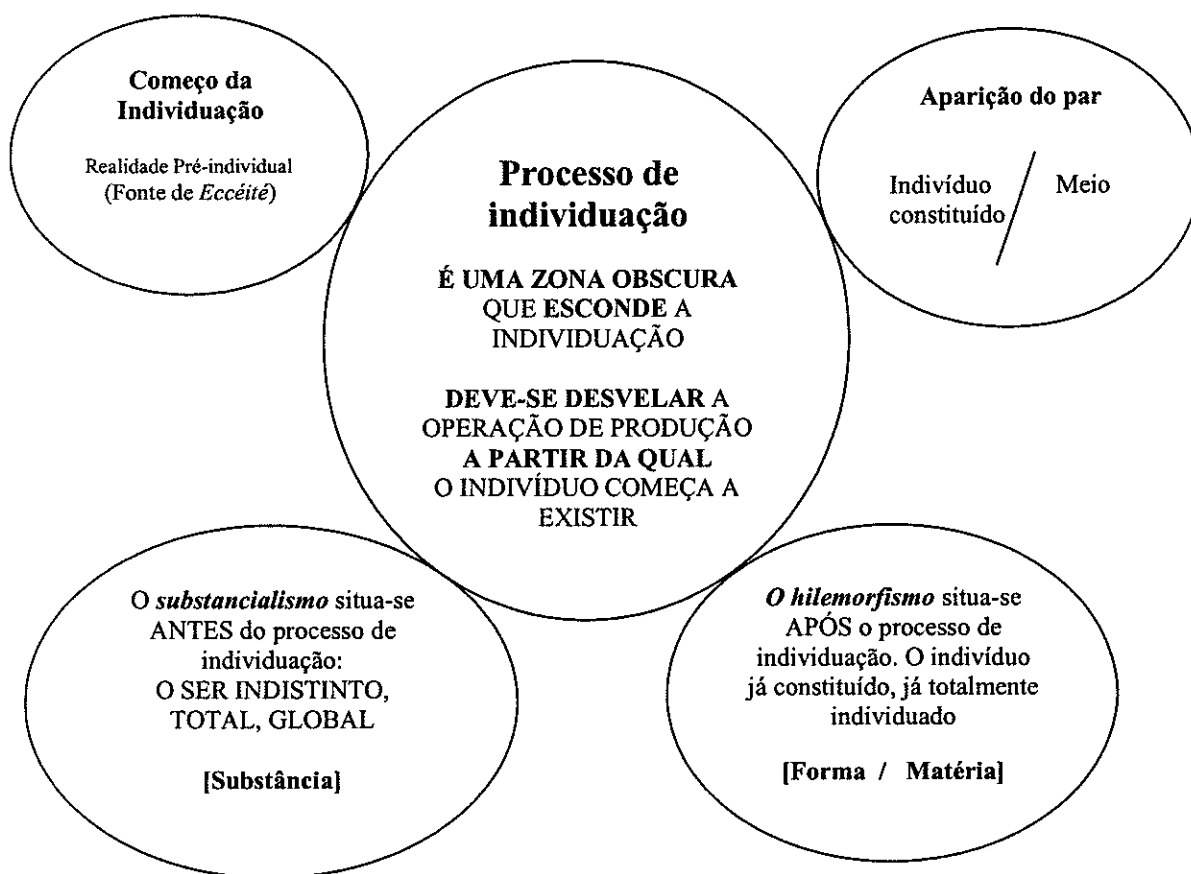 Começo da
Individuação
Realidade Pré-individual
(Fonte de Eccéité)
Processo de
individuação
É UMA ZONA OBSCURA
QUE ESCONDE A
INDIVIDUAÇÃO
DEVE-SE DESVELAR A
OPERAÇÃO DE PRODUÇÃO
A PARTIR DA QUAL
O INDIVÍDUO COMEÇA A
EXISTIR
Aparição do par
Indivíduo / Meio
constituído
O substancialismo situa-se
ANTES do processo de
individuação:
O SER INDISTINTO,
TOTAL, GLOBAL
[Substância]
O hilemorfismo situa-se
APÓS o processo de
individuação. O indivíduo
já constituído, já totalmente
individuado
[Forma / Matéria]